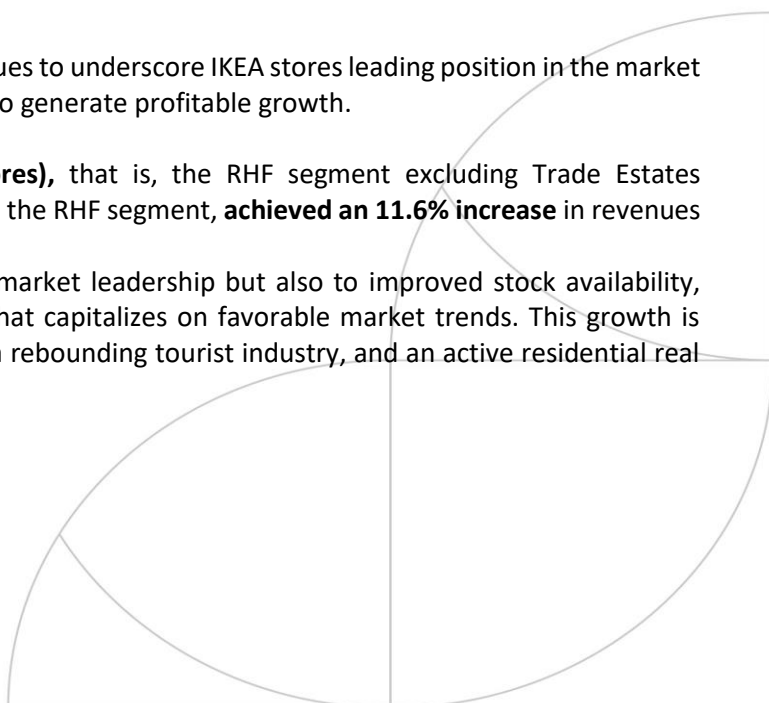 ues to underscore IKEA stores leading position in the market
o generate profitable growth.
res), that is, the RHF segment excluding Trade Estates
the RHF segment, achieved an 11.6% increase in revenues
market leadership but also to improved stock availability,
hat capitalizes on favorable market trends. This growth is
rebounding tourist industry, and an active residential real